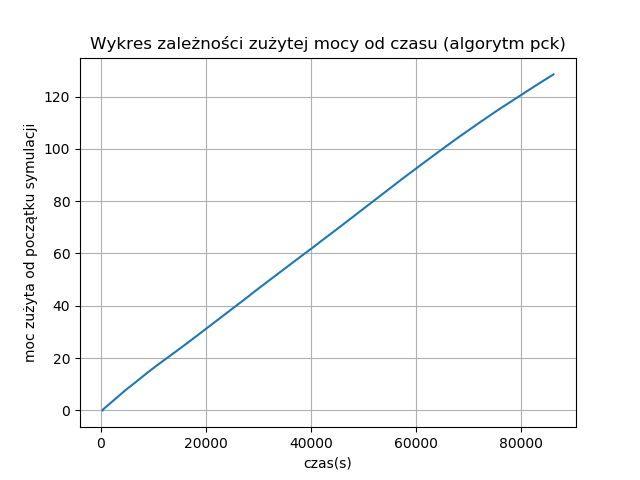 Wykres zależności zużytej mocy od czasu (algorytm pck)
moc zużyta od początku symulacji
120
100
80
60
40
20
0
0 20000 40000 60000 80000
czas(s)